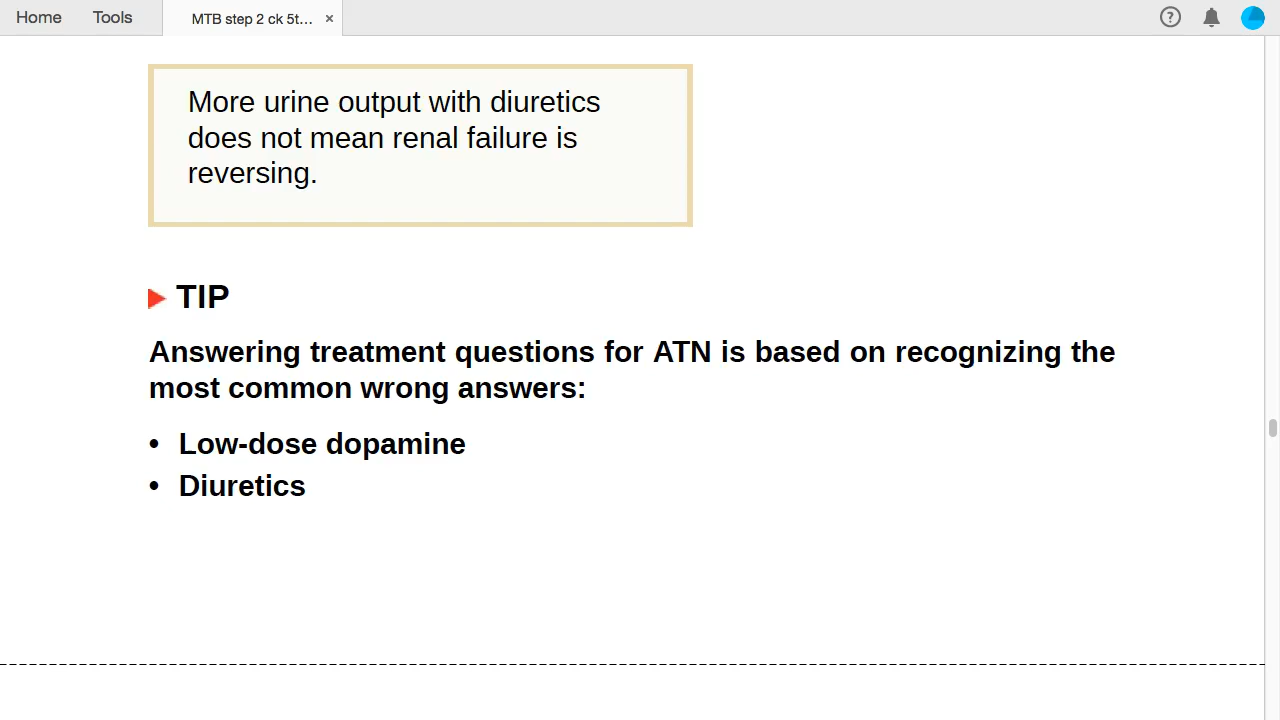 Home Tools MTB step 2 ck 5t... ×
More urine output with diuretics
does not mean renal failure is
reversing.
TIP
Answering treatment questions for ATN is based on recognizing the
most common wrong answers:
• Low-dose dopamine
• Diuretics